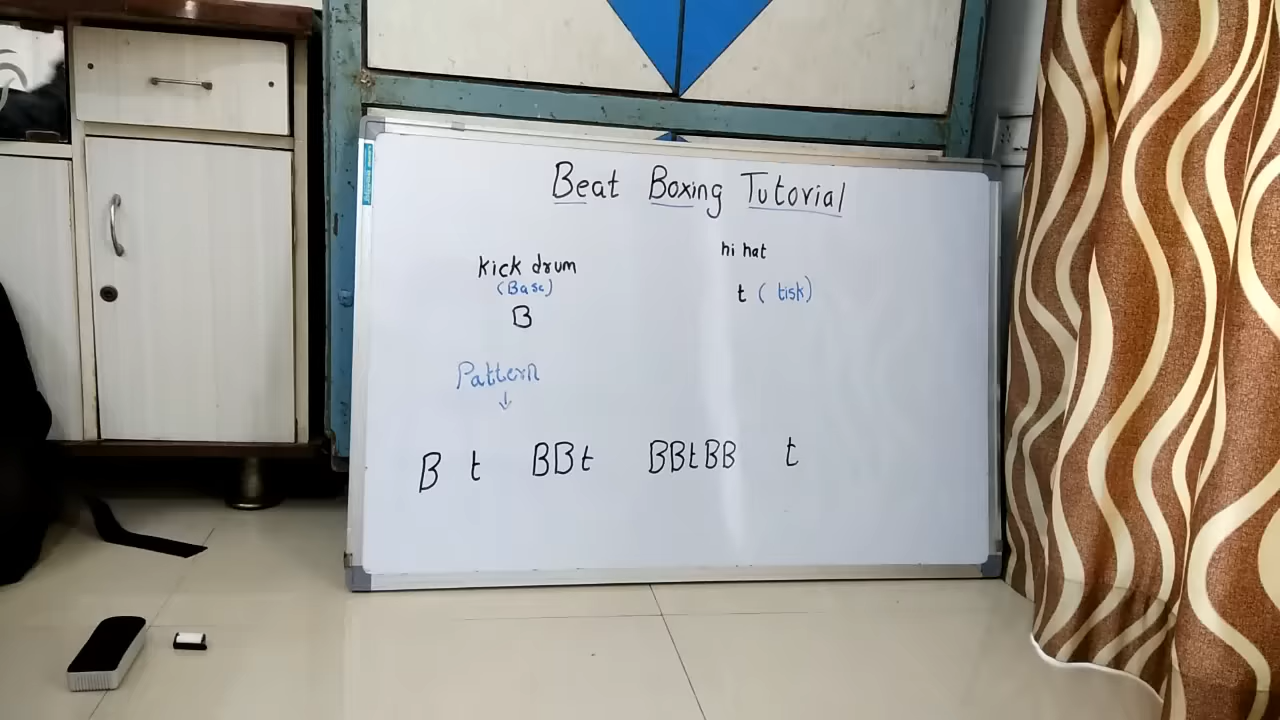 Beat Boxing Tutorial
Kick drum
(Base)
B
hi hat
t ( tisk)
Pattern
↓
B t BBt BBtBB t